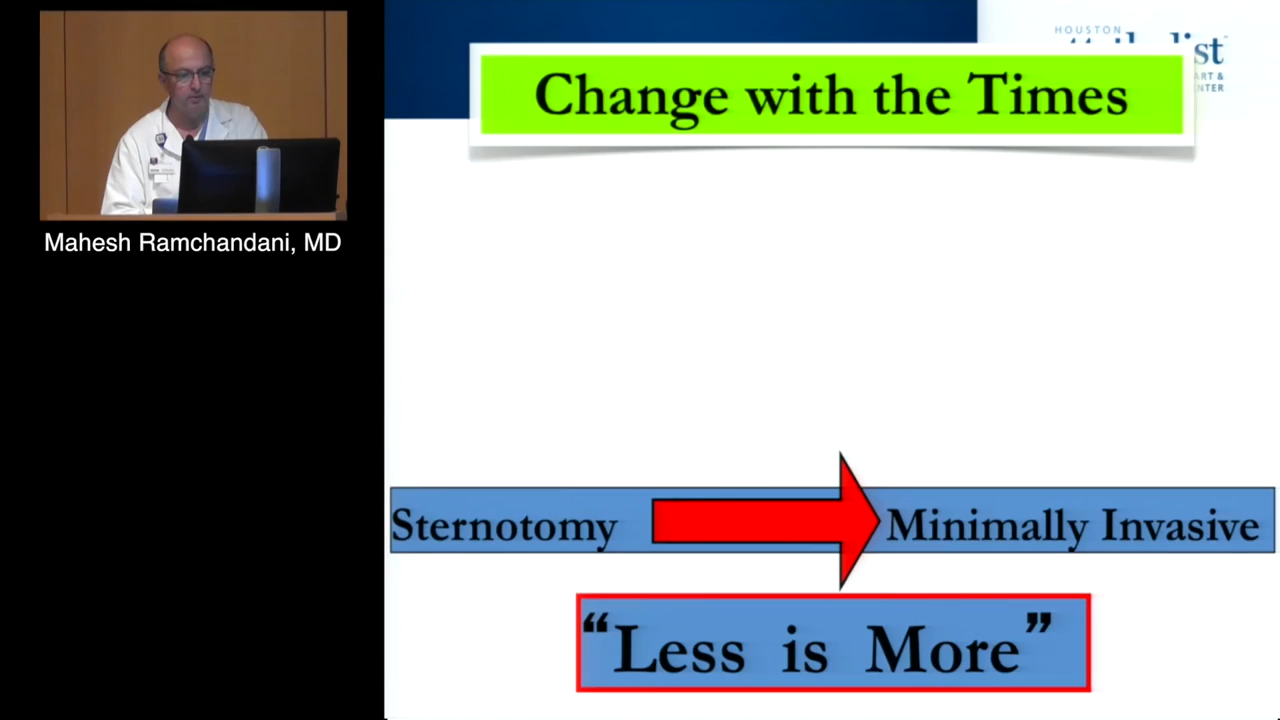 Mahesh Ramchandani, MD
HOUSTON
Change with the Times
Sternotomy
Minimally Invasive
“Less is More”